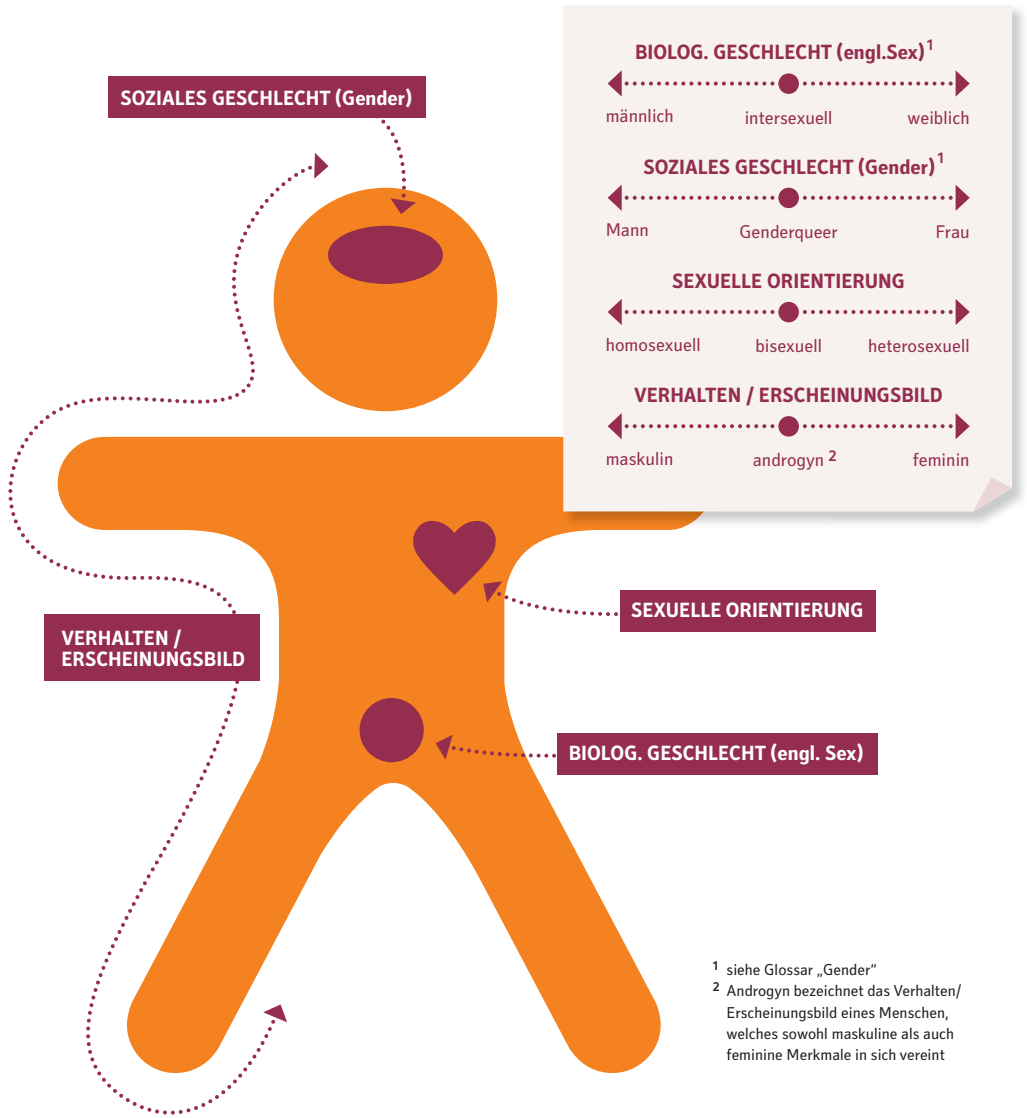 SOZIALES GESCHLECHT (Gender)
BIOLOG. GESCHLECHT (engl.Sex)¹
männlich intersexuell weiblich
SOZIALES GESCHLECHT (Gender)¹
Mann Genderqueer Frau
SEXUELLE ORIENTIERUNG
homosexuell bisexuell heterosexuell
VERHALTEN / ERSCHEINUNGSBILD
maskulin androgyn ² feminin
SEXUELLE ORIENTIERUNG
VERHALTEN /
ERSCHEINUNGSBILD
BIOLOG. GESCHLECHT (engl. Sex)
¹ siehe Glossar „Gender“
² Androgyn bezeichnet das Verhalten/
Erscheinungsbild eines Menschen,
welches sowohl maskuline als auch
feminine Merkmale in sich vereint